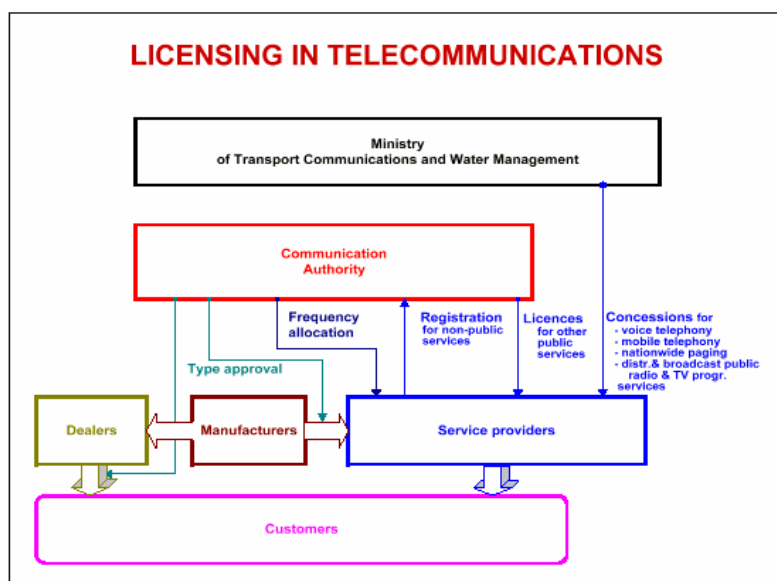 LICENSING IN TELECOMMUNICATIONS
Ministry
of Transport Communications and Water Management
Communication
Authority
Frequency
allocation
Registration
for non-public
services
Licences
for other
public
services
Concessions for
- voice telephony
- mobile telephony
- nationwide paging
- distr.& broadcast public
radio & TV progr.
services
Type approval
Dealers
Manufacturers
Service providers
Customers